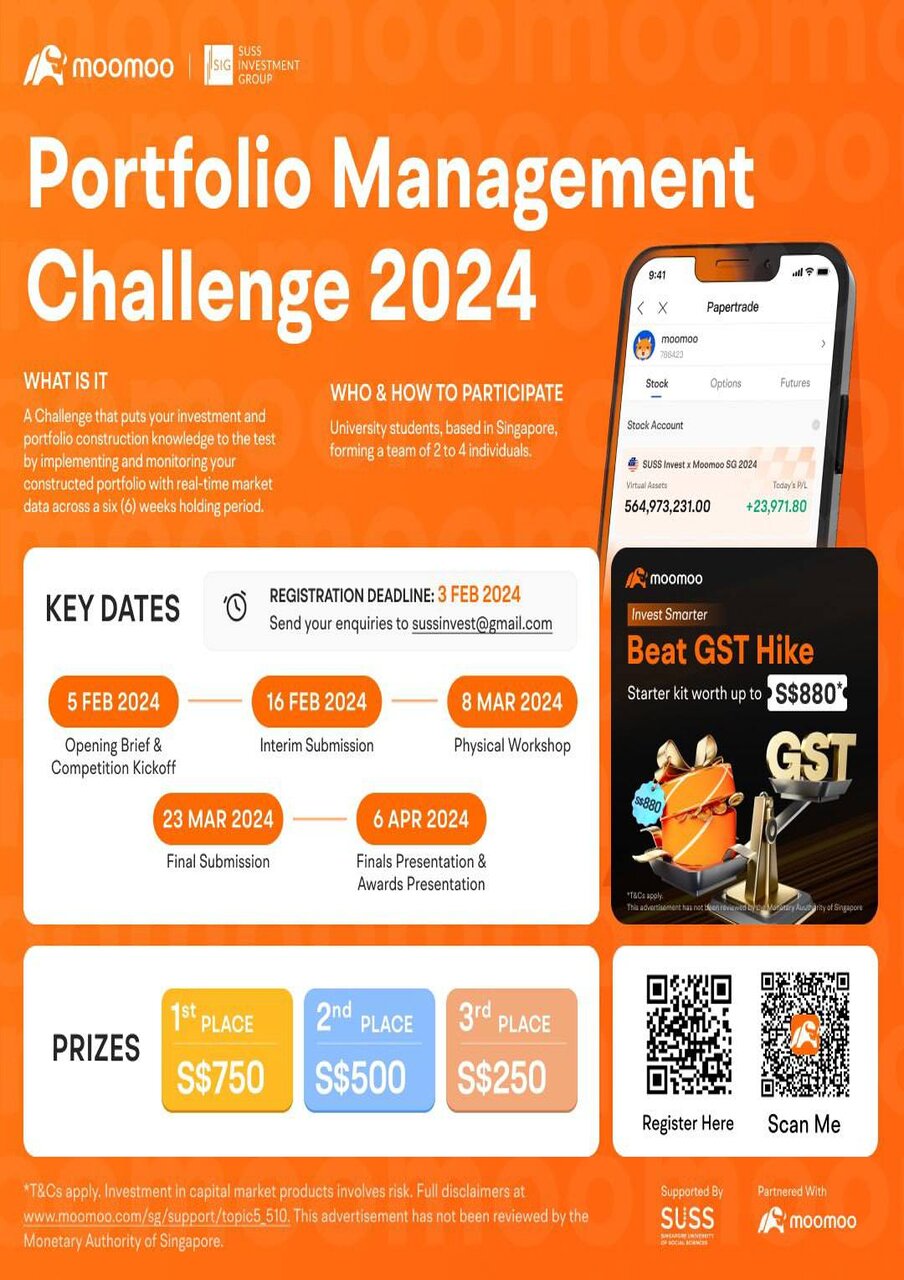 moomoo
SIG
SUSS
INVESTMENT
GROUP
Portfolio Management
Challenge 2024
WHAT IS IT
A Challenge that puts your investment and
portfolio construction knowledge to the test
by implementing and monitoring your
constructed portfolio with real-time market
data across a six (6) weeks holding period.
WHO & HOW TO PARTICIPATE
University students, based in Singapore,
forming a team of 2 to 4 individuals.
9:41
Papertrade
moomoo
786423
Stock
Options
Futures
Stock Account
SUSS Invest x Moomoo SG 2024
Virtual Assets
Today's P/L
564,973,231.00
+23,971.80
KEY DATES
REGISTRATION DEADLINE: 3 FEB 2024
Send your enquiries to sussinvest@gmail.com
5 FEB 2024
Opening Brief &
Competition Kickoff
16 FEB 2024
Interim Submission
8 MAR 2024
Physical Workshop
23 MAR 2024
Final Submission
6 APR 2024
Finals Presentation &
Awards Presentation
moomoo
Invest Smarter
Beat GST Hike
Starter kit worth up to S$880*
GST
S$880
*T&Cs apply.
This advertisement has not been reviewed by the Monetary Authority of Singapore
PRIZES
1st PLACE
S$750
2nd PLACE
S$500
3rd PLACE
S$250
Register Here
Scan Me
*T&Cs apply. Investment in capital market products involves risk. Full disclaimers at
www.moomoo.com/sg/support/topic5_510. This advertisement has not been reviewed by the
Monetary Authority of Singapore.
Supported By
SUSS
SINGAPORE UNIVERSITY
OF SOCIAL SCIENCES
Partnered With
moomoo